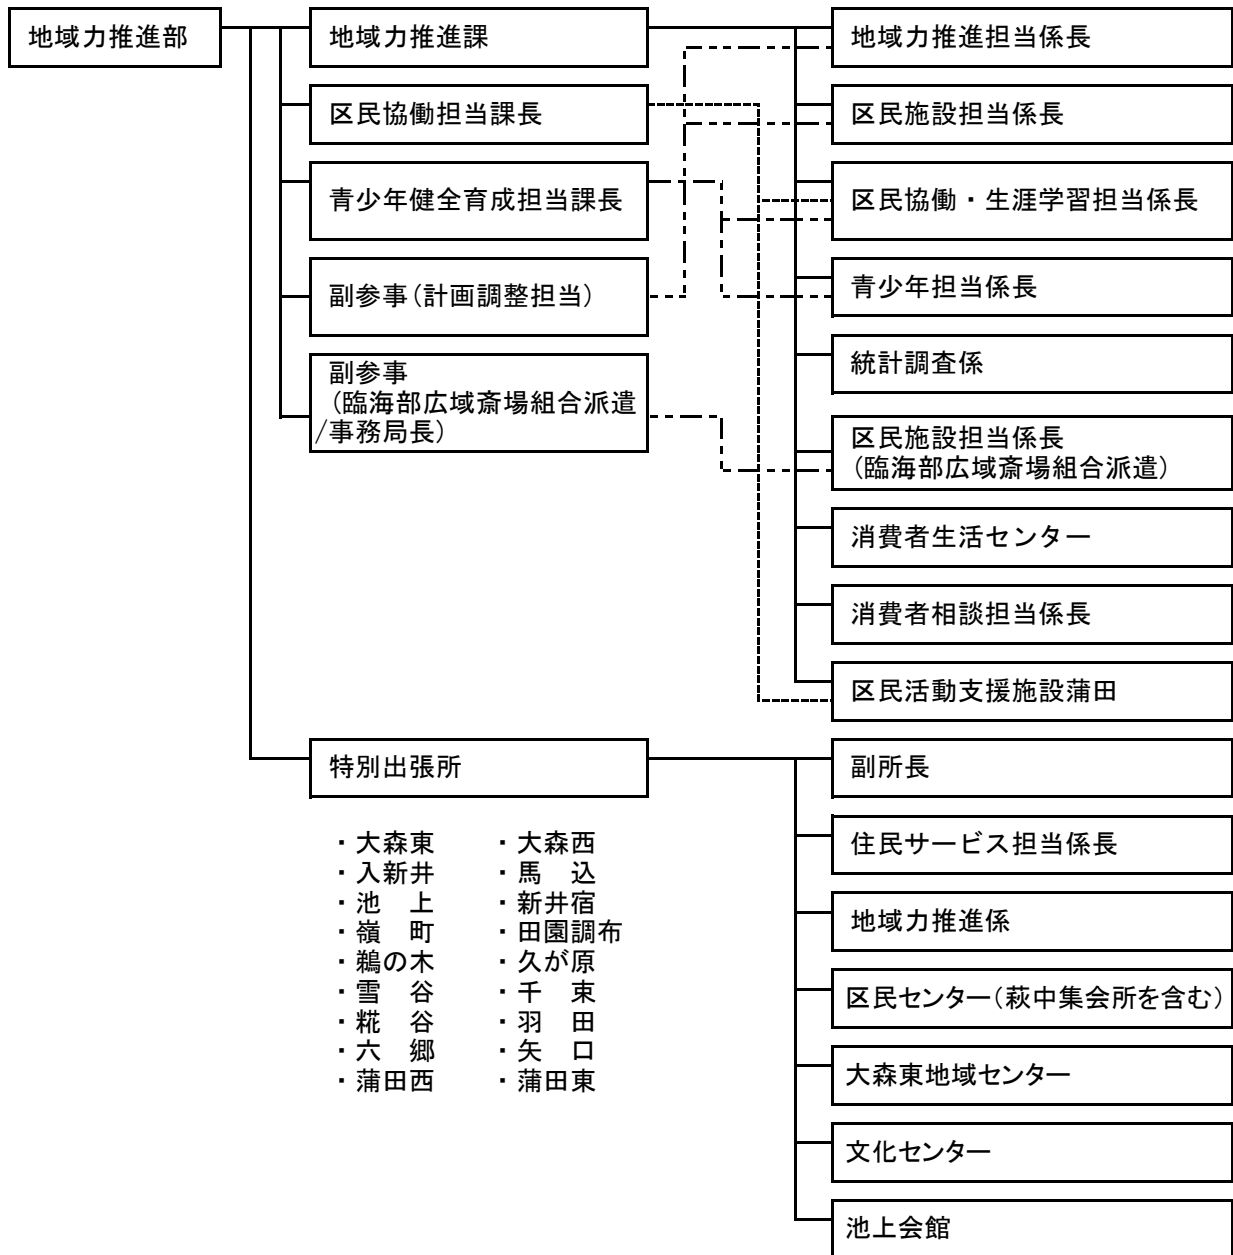 地域力推進部
地域力推進課
区民協働担当課長
青少年健全育成担当課長
副参事(計画調整担当)
副参事
(臨海部広域斎場組合派遣
/事務局長)
地域力推進担当係長
区民施設担当係長
区民協働・生涯学習担当係長
青少年担当係長
統計調査係
区民施設担当係長
(臨海部広域斎場組合派遣)
消費者生活センター
消費者相談担当係長
区民活動支援施設蒲田
特別出張所
・大森東 ・大森西
・入新井 ・馬 込
・池 上 ・新井宿
・嶺 町 ・田園調布
・鵜の木 ・久が原
・雪 谷 ・千 束
・糀 谷 ・羽 田
・六 郷 ・矢 口
・蒲田西 ・蒲田東
副所長
住民サービス担当係長
地域力推進係
区民センター(萩中集会所を含む)
大森東地域センター
文化センター
池上会館